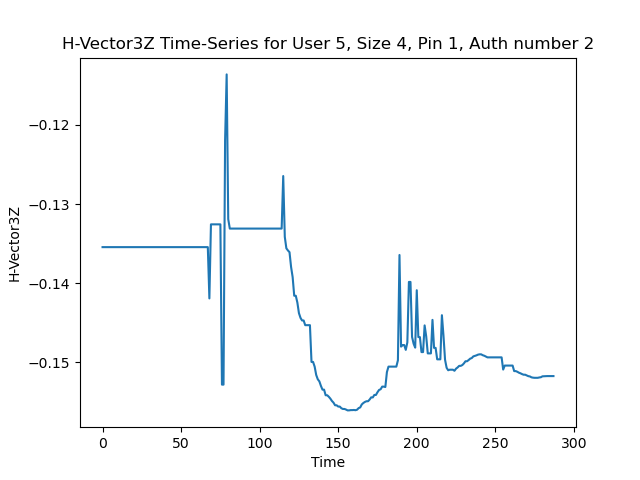 H-Vector3Z Time-Series for User 5, Size 4, Pin 1, Auth number 2
H-Vector3Z
−0.12
−0.13
−0.14
−0.15
0 50 100 150 200 250 300
Time